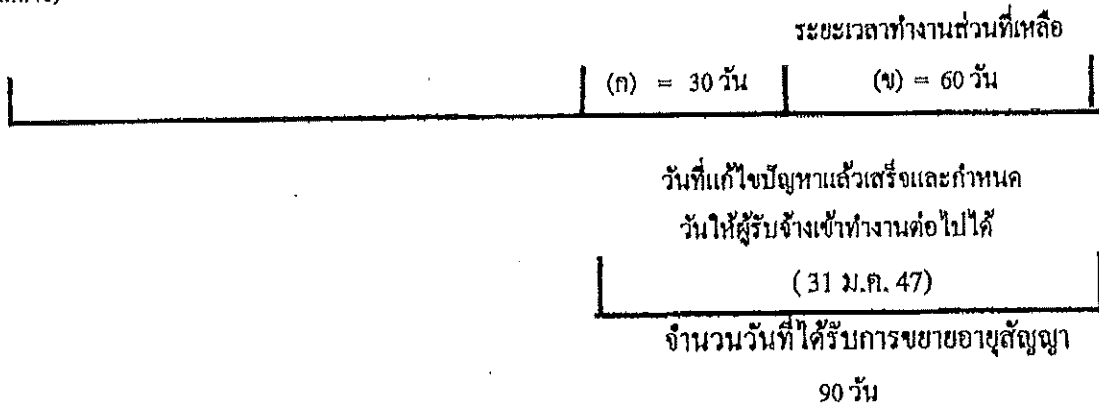 ระยะเวลาทำงานส่วนที่เหลือ
(ก) = 30 วัน (ข) = 60 วัน
วันที่แก้ไขปัญหาแล้วเสร็จและกำหนด
วันให้ผู้รับจ้างเข้าทำงานต่อไปได้
( 31 ม.ค. 47)
จำนวนวันที่ได้รับการขยายอายุสัญญา
90 วัน